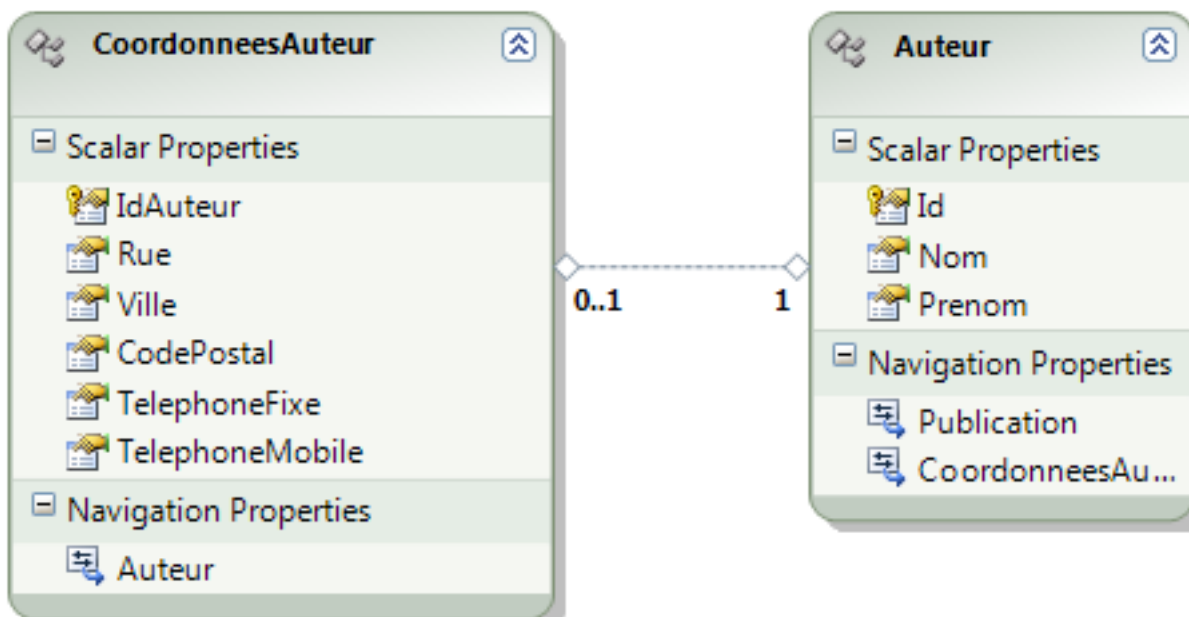 CoordonneesAuteur
Scalar Properties
IdAuteur
Rue
Ville
CodePostal
TelephoneFixe
TelephoneMobile
Navigation Properties
Auteur
0..1
1
Auteur
Scalar Properties
Id
Nom
Prenom
Navigation Properties
Publication
CoordonneesAu...